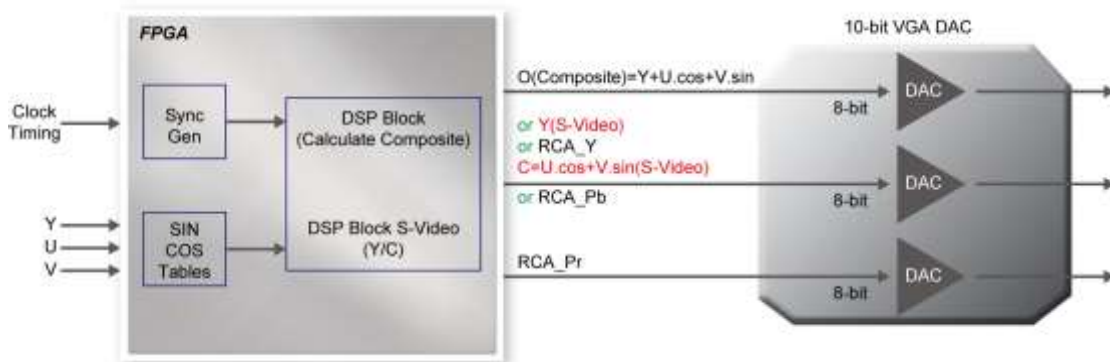 FPGA
10-bit VGA DAC
Clock
Timing
Sync
Gen
DSP Block
(Calculate Composite)
O(Composite)=Y+U.cos+V.sin
8-bit
DAC
or Y(S-Video)
or RCA_Y
C=U.cos+V.sin(S-Video)
or RCA_Pb
8-bit
DAC
Y
U
V
SIN
COS
Tables
DSP Block S-Video
(Y/C)
RCA_Pr
8-bit
DAC